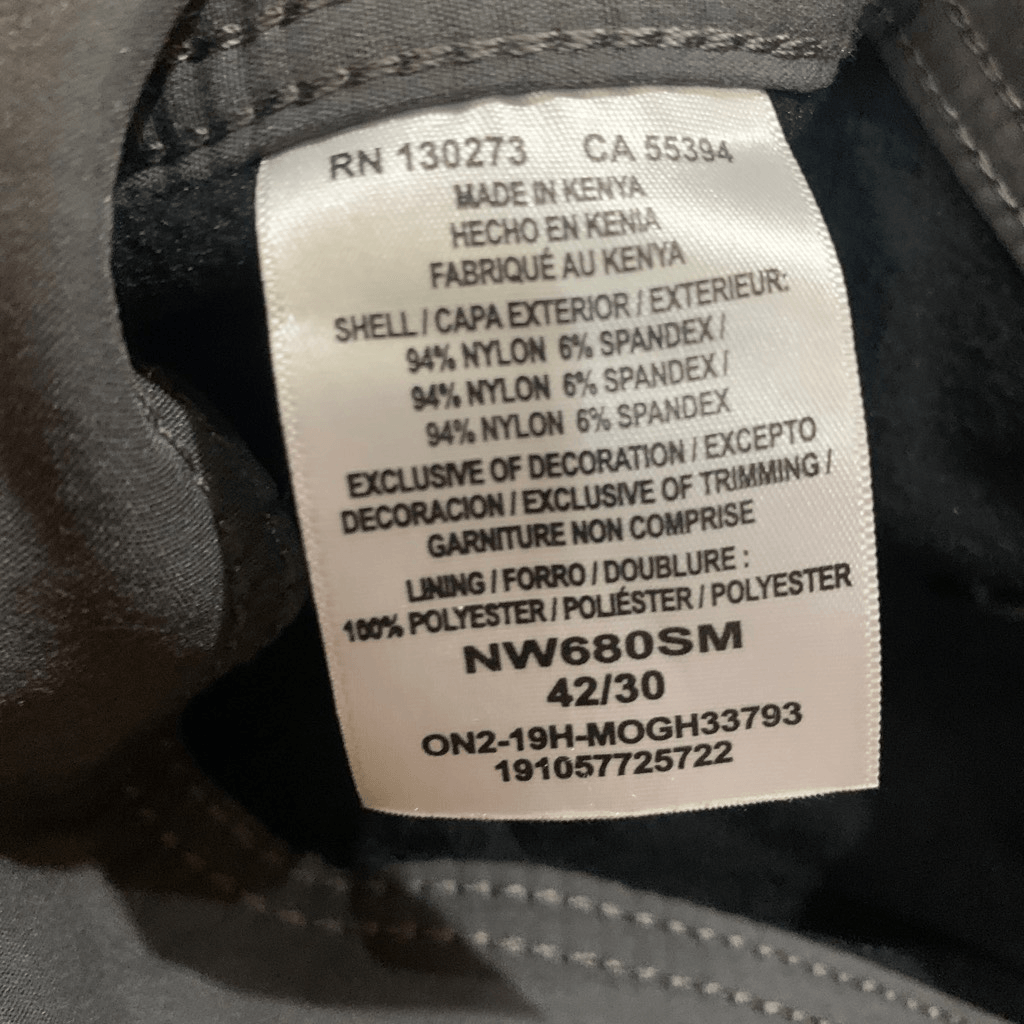 RN 130273 CA 55394
MADE IN KENYA
HECHO EN KENIA
FABRIQUÉ AU KENYA
SHELL / CAPA EXTERIOR / EXTERIEUR:
94% NYLON 6% SPANDEX /
94% NYLON 6% SPANDEX /
94% NYLON 6% SPANDEX
EXCLUSIVE OF DECORATION / EXCEPTO
DECORACION / EXCLUSIVE OF TRIMMING /
GARNITURE NON COMPRISE
LINING / FORRO / DOUBLURE :
100% POLYESTER / POLIÉSTER / POLYESTER
NW680SM
42/30
ON2-19H-MOGH33793
191057725722